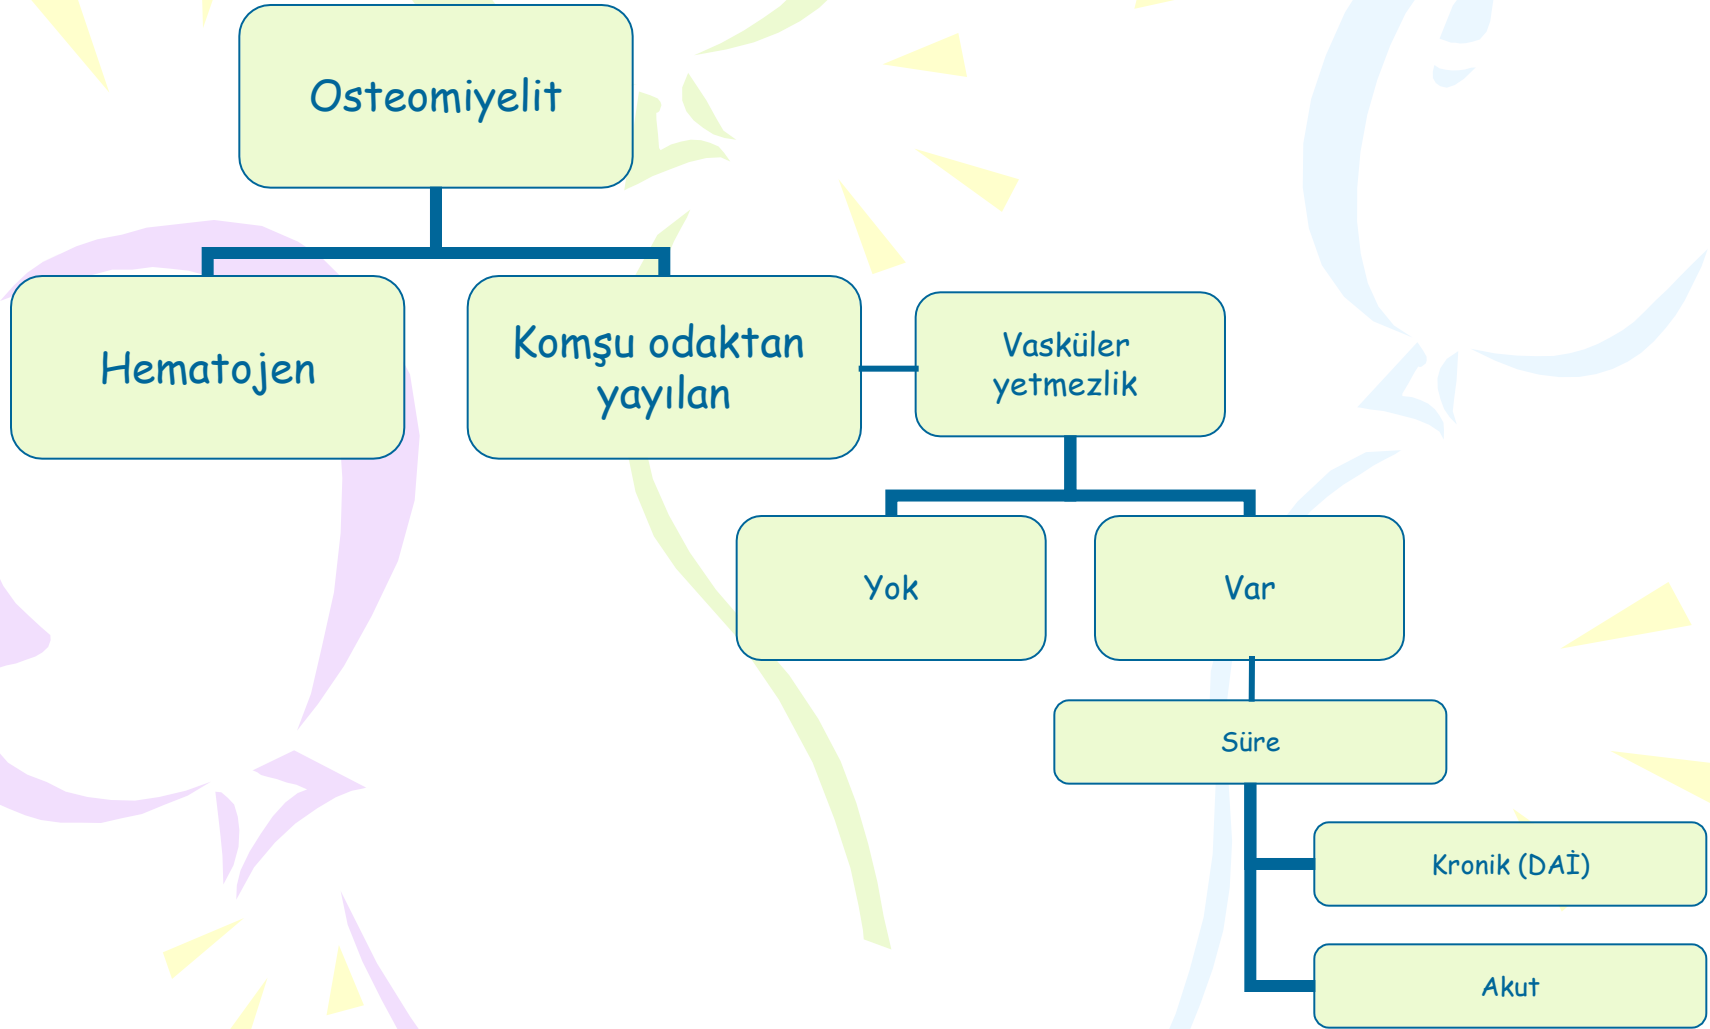 Osteomiyelit
Hematojen
Komşu odaktan
yayılan
Vasküler
yetmezlik
Yok
Var
Süre
Kronik (DAİ)
Akut